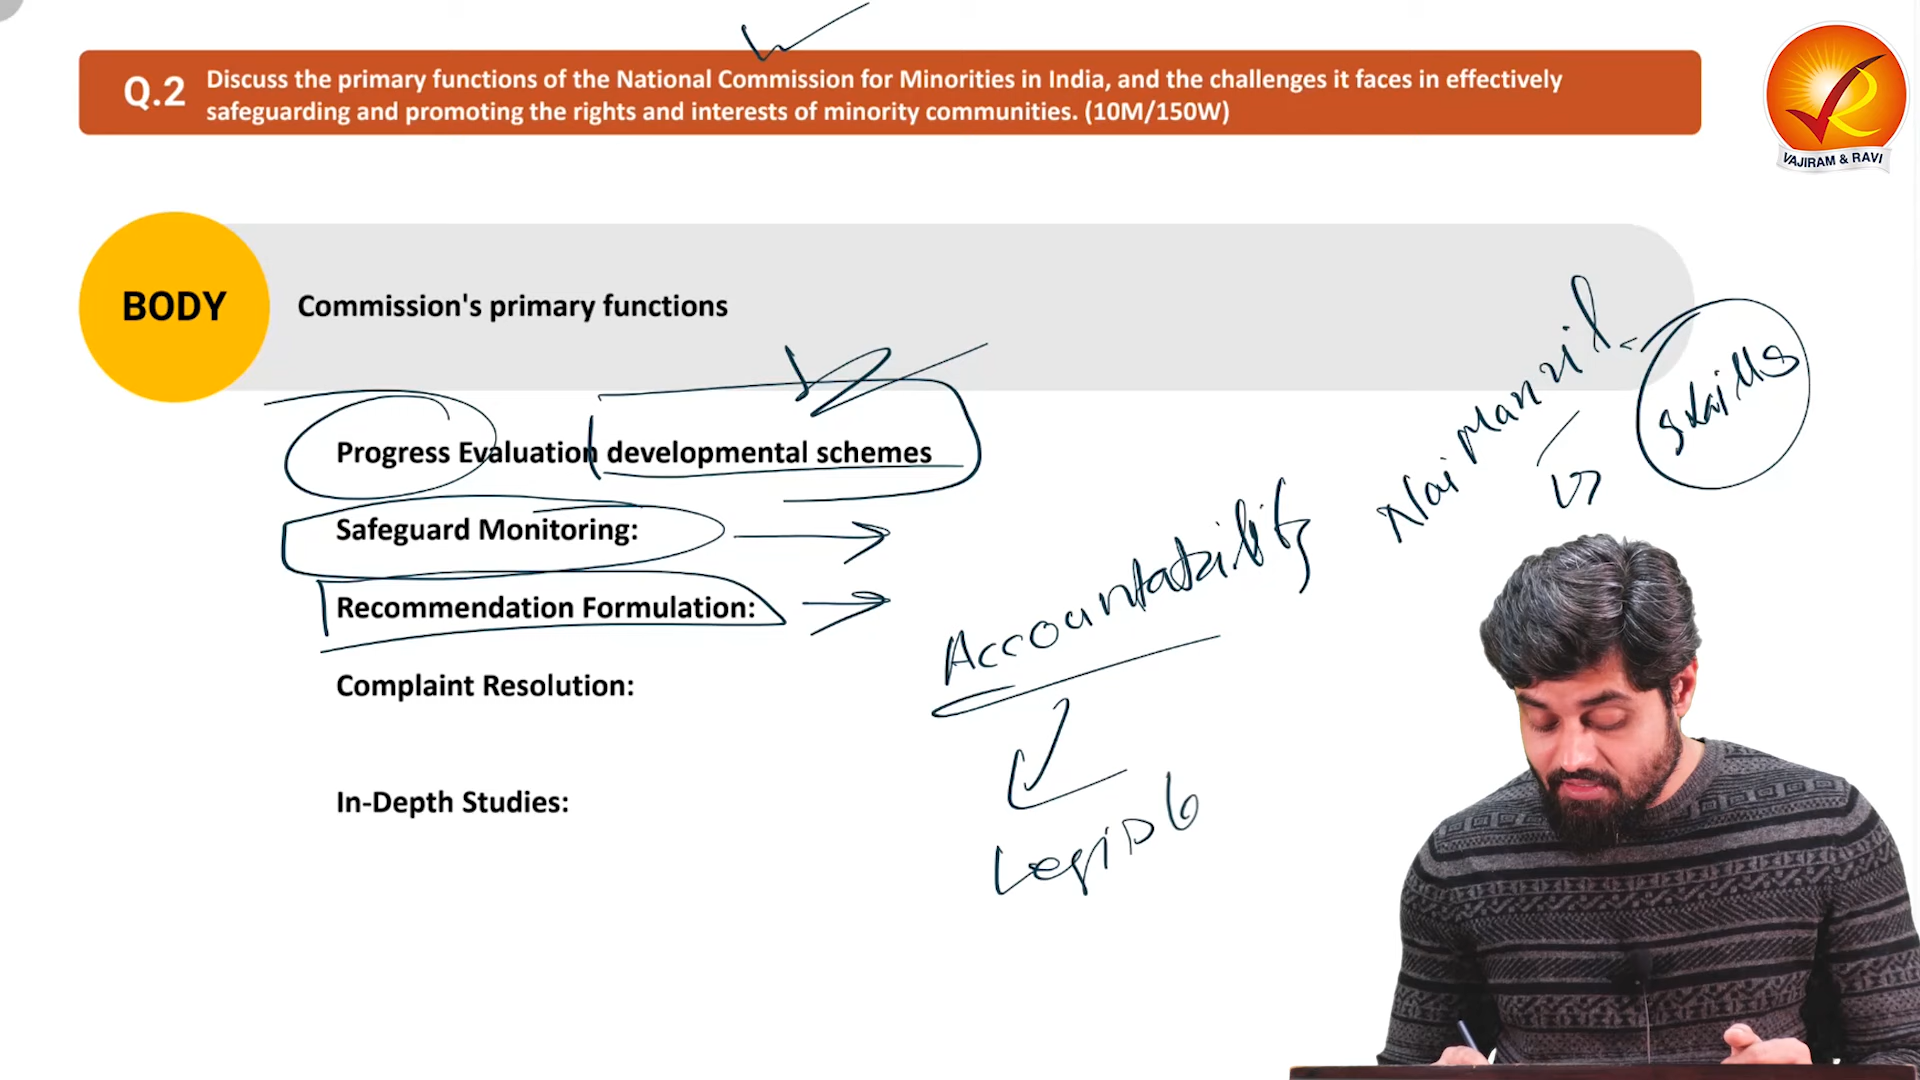 Q.2 Discuss the primary functions of the National Commission for Minorities in India, and the challenges it faces in effectively
safeguarding and promoting the rights and interests of minority communities. (10M/150W)
VAJIRAM & RAVI
BODY
Commission's primary functions
Progress Evaluation developmental schemes
Safeguard Monitoring:
Recommendation Formulation:
Complaint Resolution:
In-Depth Studies:
Nai Manzil
skills
Accountability